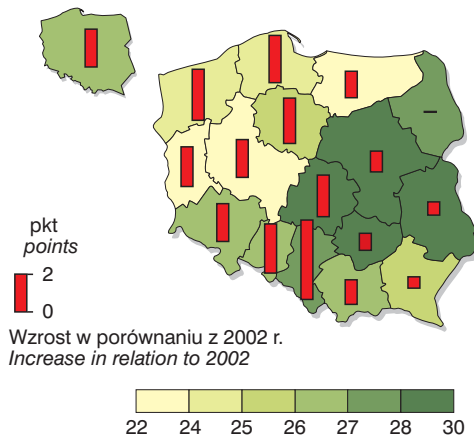 pkt
points
2
0
Wzrost w porównaniu z 2002 r.
Increase in relation to 2002
22 24 25 26 27 28 30